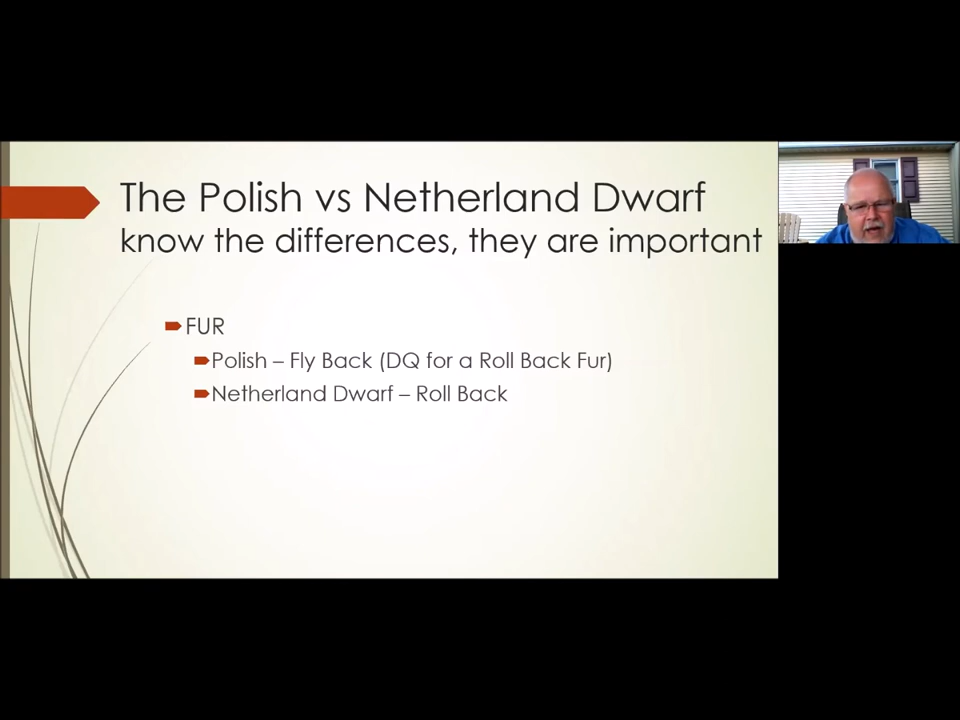 The Polish vs Netherland Dwarf
know the differences, they are important
FUR
Polish – Fly Back (DQ for a Roll Back Fur)
Netherland Dwarf – Roll Back